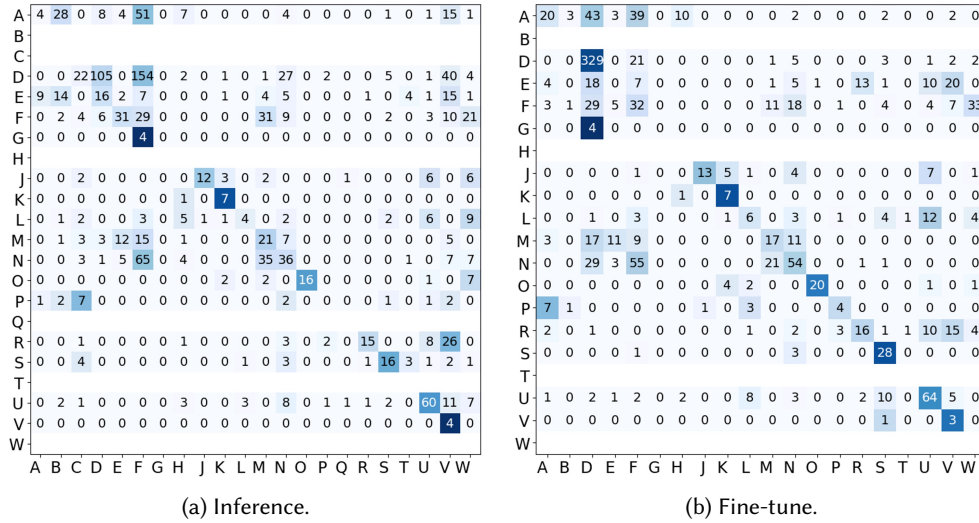 A 4 28 0 8 4 51 0 7 0 0 0 0 4 0 0 0 0 1 0 1 15 1
B
C
D 0 0 22 105 0 154 0 2 0 1 0 1 27 0 2 0 0 5 0 1 40 4
E 9 14 0 16 2 7 0 0 0 1 0 4 5 0 0 0 1 0 4 1 15 1
F 0 2 4 6 31 29 0 0 0 0 0 31 9 0 0 0 0 2 0 3 10 21
G 0 0 0 0 0 4 0 0 0 0 0 0 0 0 0 0 0 0 0 0 0 0
H
J 0 0 2 0 0 0 0 0 12 3 0 2 0 0 0 1 0 0 0 6 0 6
K 0 0 0 0 0 0 0 1 0 7 0 0 0 0 0 0 0 0 0 0 0 0
L 0 1 2 0 0 3 0 5 1 1 4 0 2 0 0 0 0 2 0 6 0 9
M 0 1 3 3 12 15 0 1 0 0 0 21 7 0 0 0 0 0 0 0 5 0
N 0 0 3 1 5 65 0 4 0 0 0 35 36 0 0 0 0 0 1 0 7 7
O 0 0 0 0 0 0 0 0 0 2 0 2 0 16 0 0 0 0 0 1 0 7
P 1 2 7 0 0 0 0 0 0 0 0 0 2 0 0 0 0 1 0 1 2 0
Q
R 0 0 1 0 0 0 0 1 0 0 0 0 3 0 2 0 15 0 0 8 26 0
S 0 0 4 0 0 0 0 0 0 0 1 0 3 0 0 0 1 16 3 1 2 1
T
U 0 2 1 0 0 0 0 3 0 0 3 0 8 0 1 1 1 2 0 60 11 7
V 0 0 0 0 0 0 0 0 0 0 0 0 0 0 0 0 0 0 0 0 4 0
W
A B C D E F G H J K L M N O P Q R S T U V W
(a) Inference.
A 20 3 43 3 39 0 10 0 0 0 0 2 0 0 0 2 0 0 2 0
B
D 0 0 329 0 21 0 0 0 0 0 1 5 0 0 0 3 0 1 2 2
E 4 0 18 0 7 0 0 0 0 0 1 5 1 0 13 1 0 10 20 0
F 3 1 29 5 32 0 0 0 0 0 11 18 0 1 0 4 0 4 7 33
G 0 0 4 0 0 0 0 0 0 0 0 0 0 0 0 0 0 0 0 0
H
J 0 0 0 0 1 0 0 13 5 1 0 4 0 0 0 0 0 7 0 1
K 0 0 0 0 0 0 1 0 7 0 0 0 0 0 0 0 0 0 0 0
L 0 0 1 0 3 0 0 0 0 6 0 3 0 1 0 4 1 12 0 4
M 3 0 17 11 9 0 0 0 0 0 17 11 0 0 0 0 0 0 0 0
N 0 0 29 3 55 0 0 0 0 0 21 54 0 0 1 1 0 0 0 0
O 0 0 0 0 0 0 0 0 4 2 0 0 20 0 0 0 0 1 0 1
P 7 1 0 0 0 0 0 1 0 3 0 0 0 4 0 0 0 0 0 0
R 2 0 1 0 0 0 0 0 0 0 1 2 0 3 16 1 1 10 15 4
S 0 0 0 0 1 0 0 0 0 0 0 3 0 0 0 28 0 0 0 0
T
U 1 0 2 1 2 0 2 0 0 8 0 3 0 0 2 10 0 64 5 0
V 0 0 0 0 0 0 0 0 0 0 0 0 0 0 0 1 0 0 3 0
W
A B D E F G H J K L M N O P R S T U V W
(b) Fine-tune.